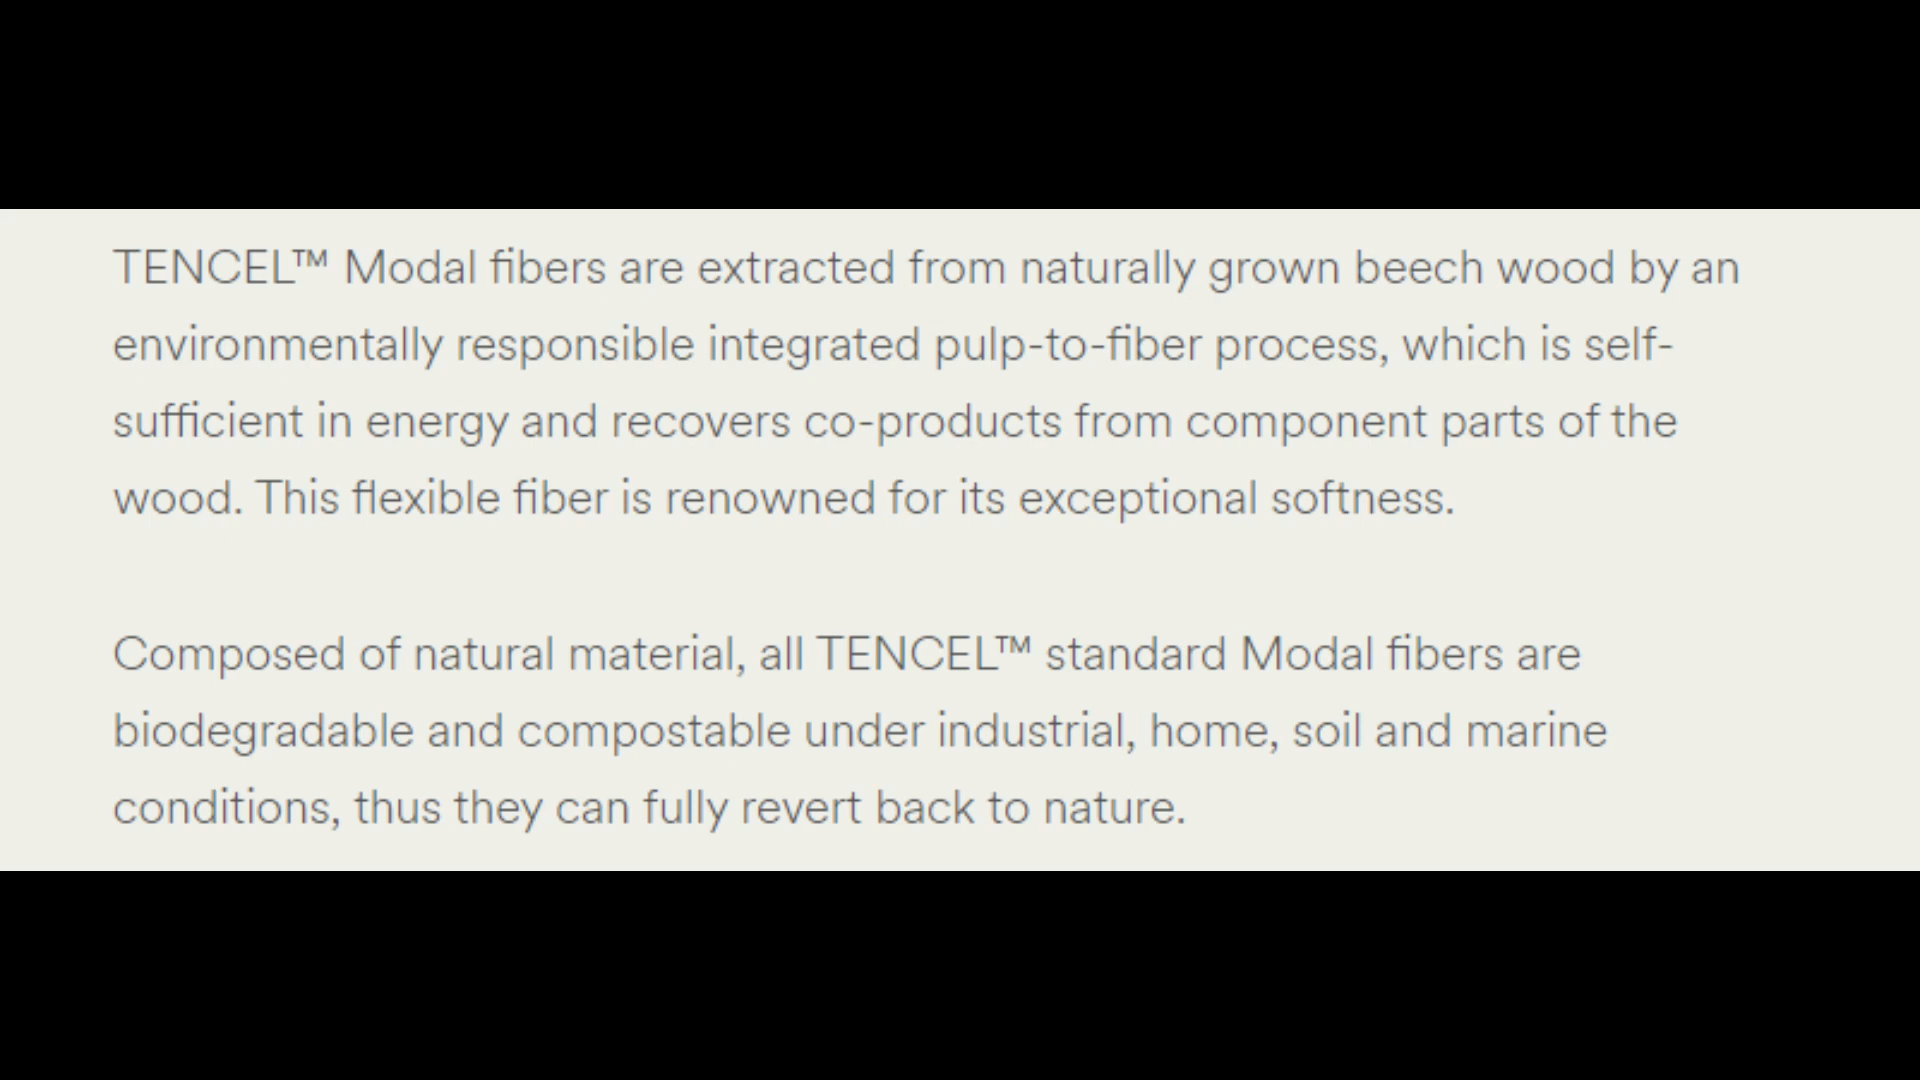 TENCEL™ Modal fibers are extracted from naturally grown beech wood by an
environmentally responsible integrated pulp-to-fiber process, which is self-
sufficient in energy and recovers co-products from component parts of the
wood. This flexible fiber is renowned for its exceptional softness.
Composed of natural material, all TENCEL™ standard Modal fibers are
biodegradable and compostable under industrial, home, soil and marine
conditions, thus they can fully revert back to nature.